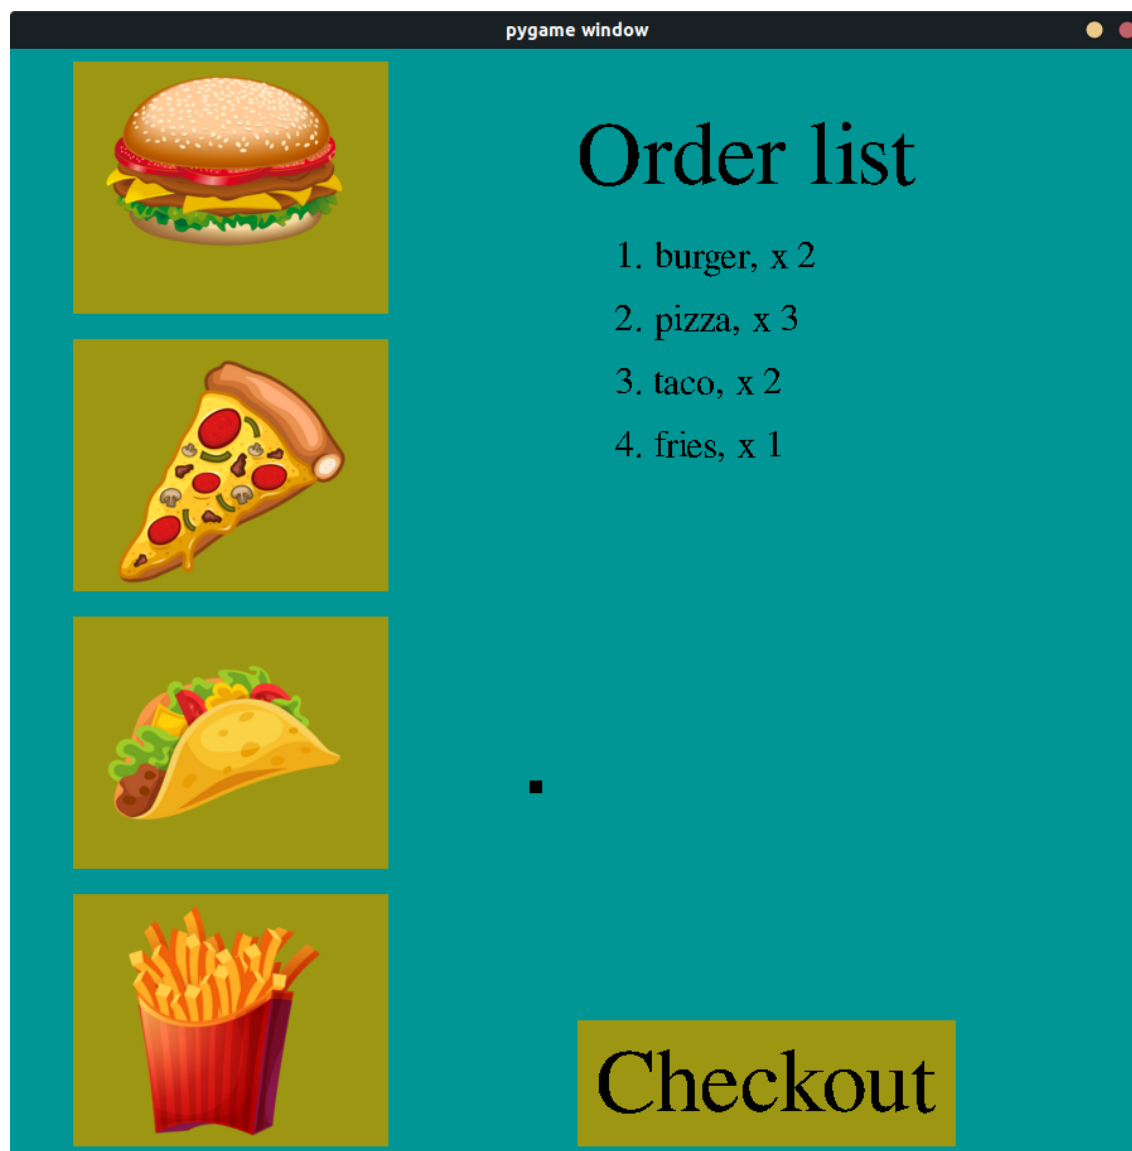 pygame window
Order list
1. burger, x 2
2. pizza, x 3
3. taco, x 2
4. fries, x 1
Checkout